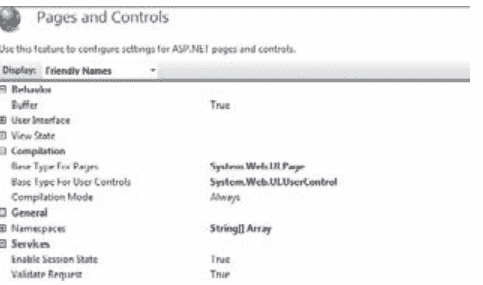 Pages and Controls
Use this feature to configure settings for ASP.NET pages and controls.
Display: Friendly Names
Behavior
Buffer True
User Interface
View State
Compilation
Base Type For Pages System.Web.UI.Page
Base Type For User Controls System.Web.UI.UserControl
Compilation Mode Always
General
Namespaces String[] Array
Services
Enable Session State True
Validate Request True